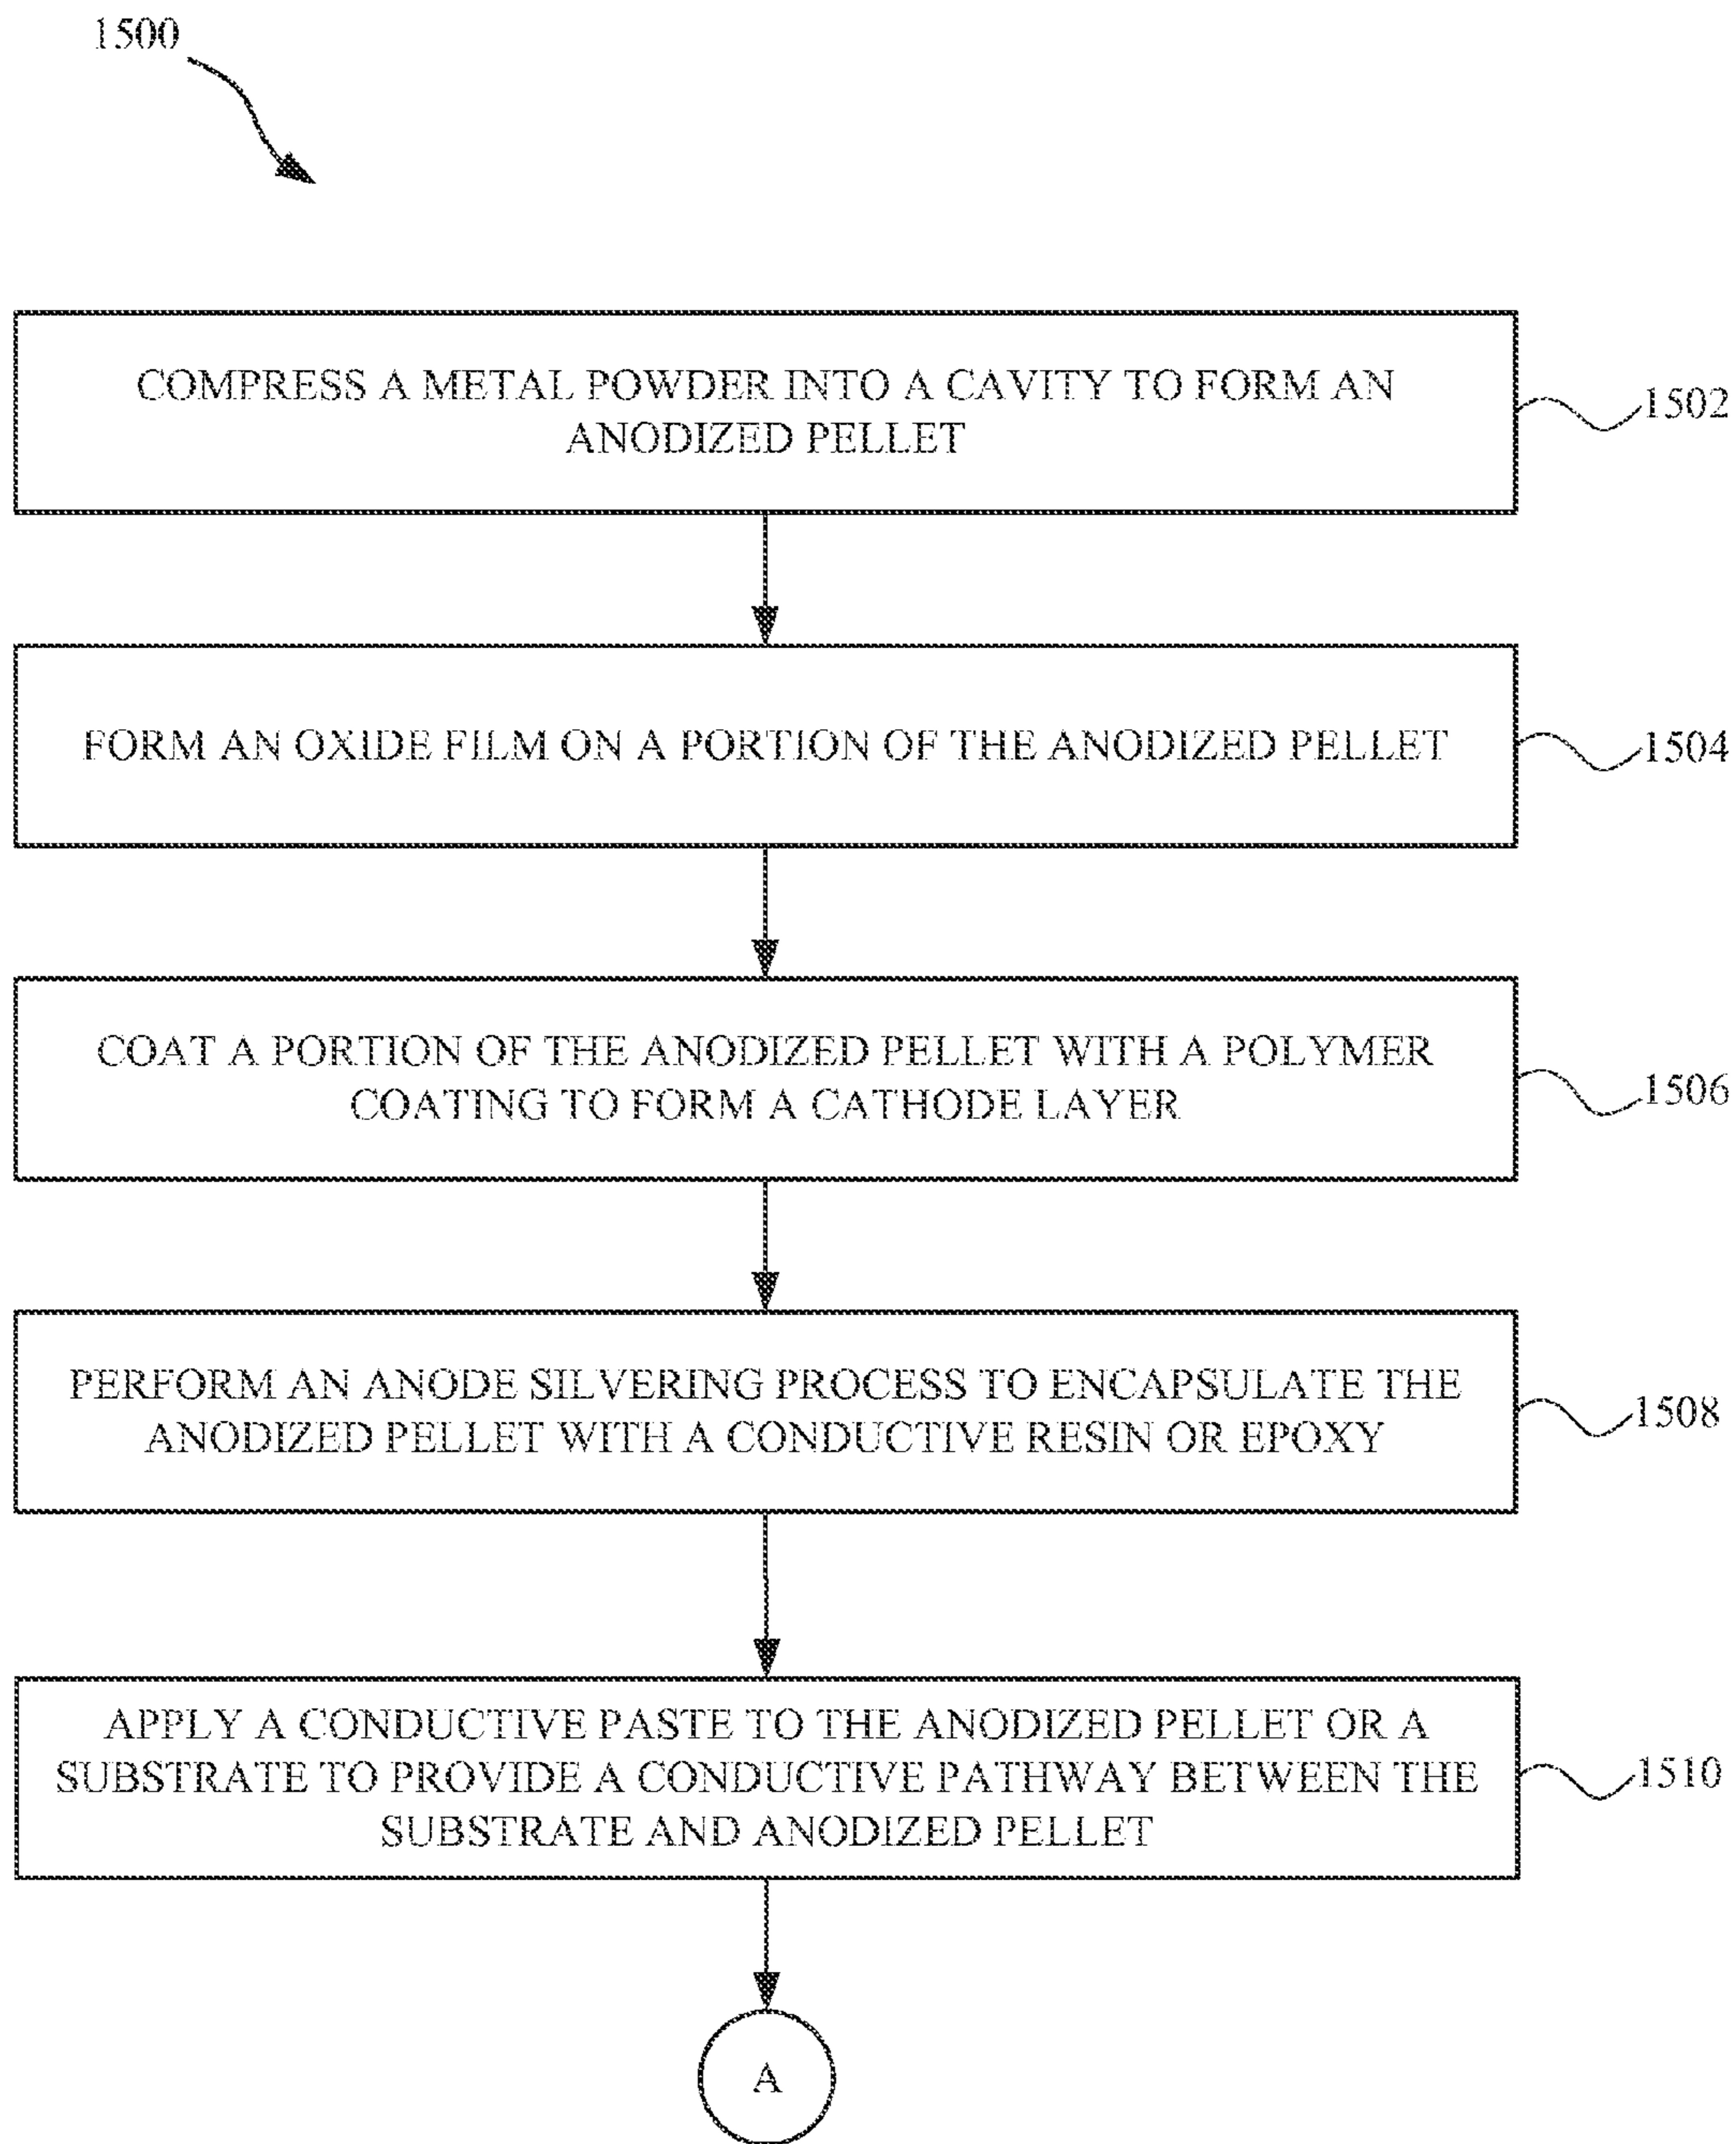 1500
COMPRESS A METAL POWDER INTO A CAVITY TO FORM AN
ANODIZED PELLET
1502
FORM AN OXIDE FILM ON A PORTION OF THE ANODIZED PELLET
1504
COAT A PORTION OF THE ANODIZED PELLET WITH A POLYMER
COATING TO FORM A CATHODE LAYER
1506
PERFORM AN ANODE SILVERING PROCESS TO ENCAPSULATE THE
ANODIZED PELLET WITH A CONDUCTIVE RESIN OR EPOXY
1508
APPLY A CONDUCTIVE PASTE TO THE ANODIZED PELLET OR A
SUBSTRATE TO PROVIDE A CONDUCTIVE PATHWAY BETWEEN THE
SUBSTRATE AND ANODIZED PELLET
1510
A